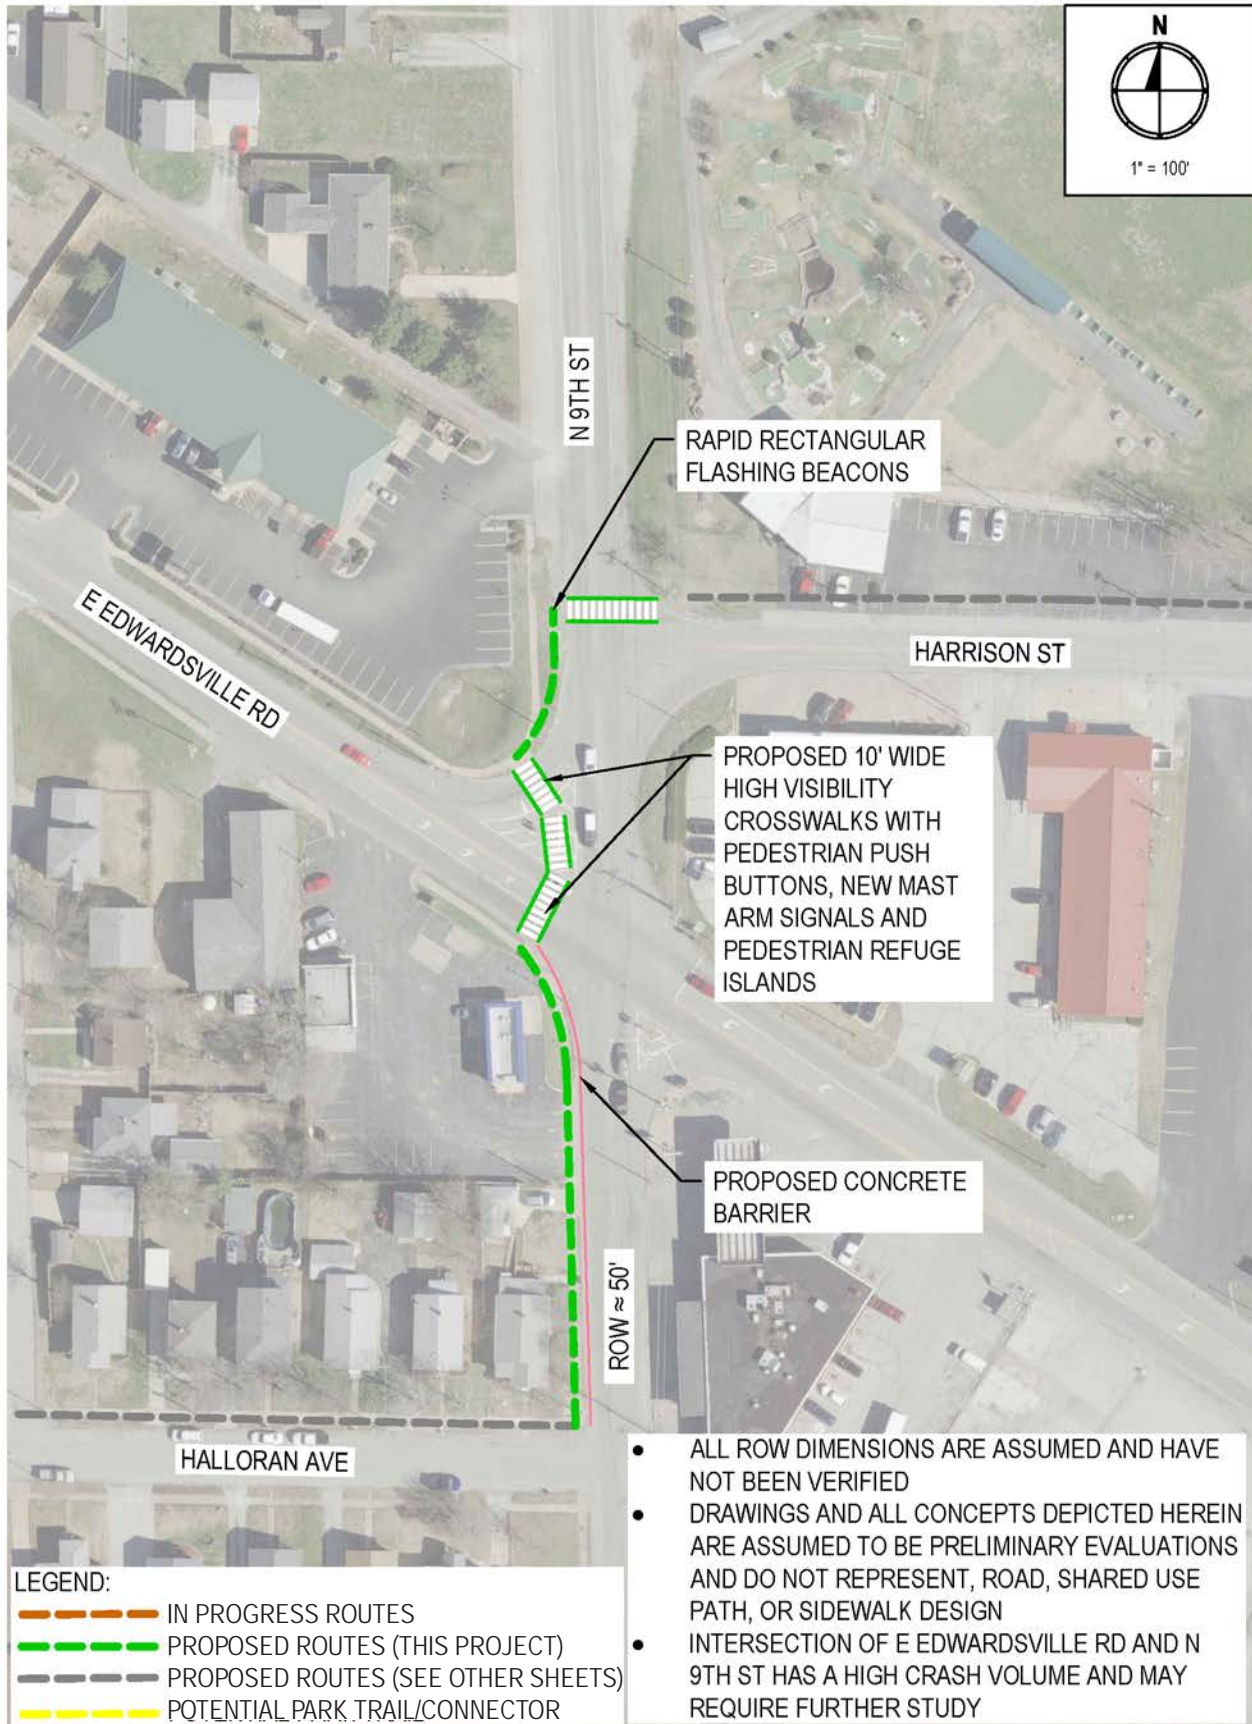 N
1" = 100'
N 9TH ST
RAPID RECTANGULAR
FLASHING BEACONS
E EDWARDSVILLE RD
HARRISON ST
PROPOSED 10' WIDE
HIGH VISIBILITY
CROSSWALKS WITH
PEDESTRIAN PUSH
BUTTONS, NEW MAST
ARM SIGNALS AND
PEDESTRIAN REFUGE
ISLANDS
PROPOSED CONCRETE
BARRIER
ROW ≈ 50'
HALLORAN AVE
LEGEND:
IN PROGRESS ROUTES
PROPOSED ROUTES (THIS PROJECT)
PROPOSED ROUTES (SEE OTHER SHEETS)
POTENTIAL PARK TRAIL/CONNECTOR
• ALL ROW DIMENSIONS ARE ASSUMED AND HAVE
NOT BEEN VERIFIED
• DRAWINGS AND ALL CONCEPTS DEPICTED HEREIN
ARE ASSUMED TO BE PRELIMINARY EVALUATIONS
AND DO NOT REPRESENT, ROAD, SHARED USE
PATH, OR SIDEWALK DESIGN
• INTERSECTION OF E EDWARDSVILLE RD AND N
9TH ST HAS A HIGH CRASH VOLUME AND MAY
REQUIRE FURTHER STUDY